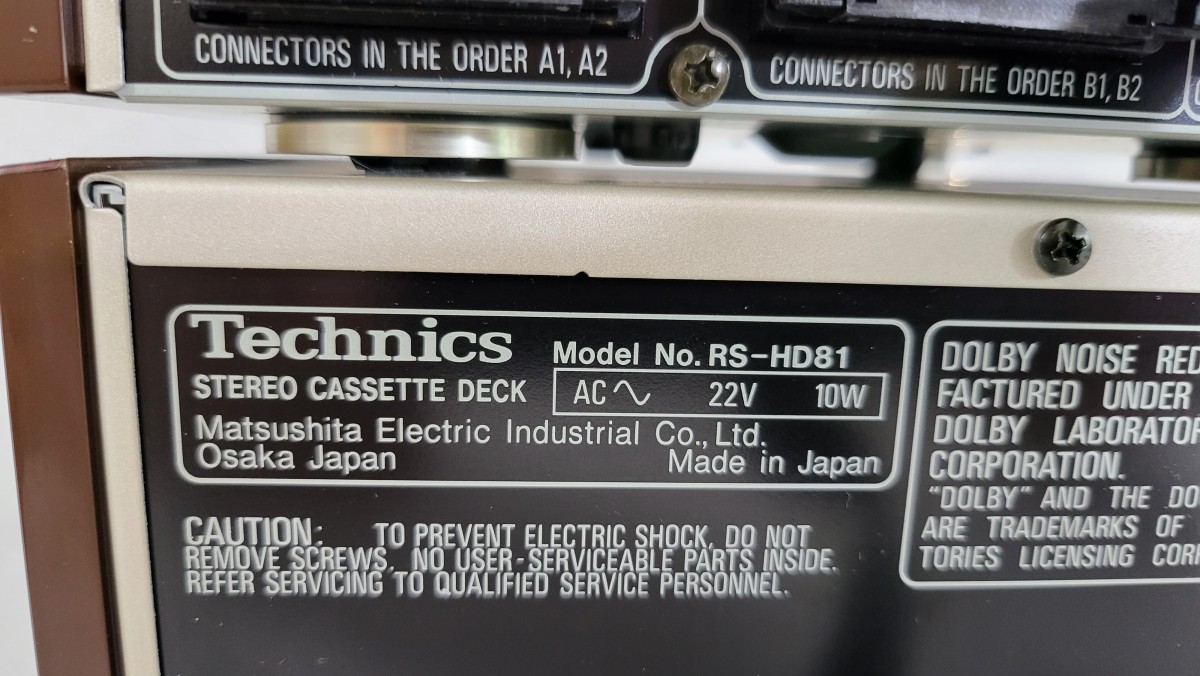 CONNECTORS IN THE ORDER A1, A2
CONNECTORS IN THE ORDER B1, B2
Technics
Model No. RS-HD81
STEREO CASSETTE DECK
AC 22V 10W
Matsushita Electric Industrial Co., Ltd.
Osaka Japan
Made in Japan
CAUTION: TO PREVENT ELECTRIC SHOCK, DO NOT
REMOVE SCREWS. NO USER-SERVICEABLE PARTS INSIDE.
REFER SERVICING TO QUALIFIED SERVICE PERSONNEL.
DOLBY NOISE RED
FACTURED UNDER
DOLBY LABORATO
CORPORATION.
"DOLBY" AND THE DO
ARE TRADEMARKS OF
TORIES LICENSING COR